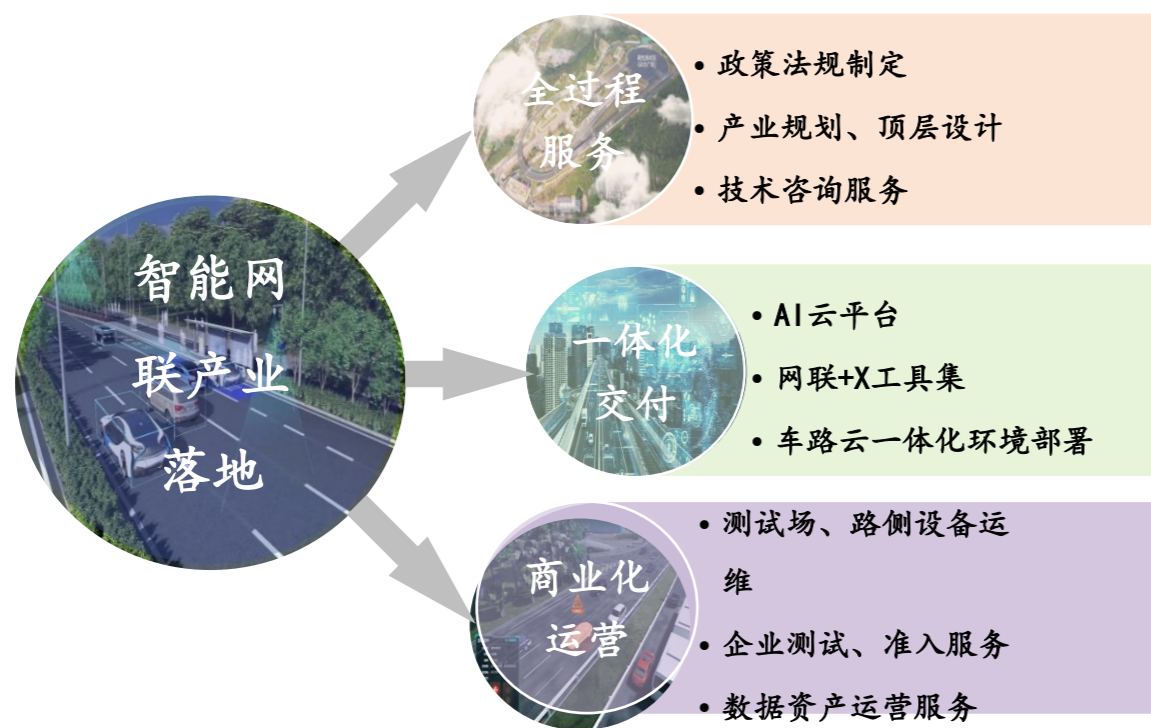 智能网
联产业
落地
全过程
服务
• 政策法规制定
• 产业规划、顶层设计
• 技术咨询服务
一体化
交付
• AI云平台
• 网联+X工具集
• 车路云一体化环境部署
商业化
运营
• 测试场、路侧设备运
维
• 企业测试、准入服务
• 数据资产运营服务